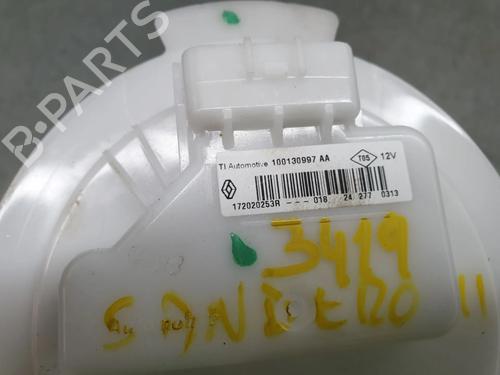 B-PARTS
TI Automotive 100130997 AA T05 12V
172020253R --- 018 24 277 0313
3419
SANDERO II